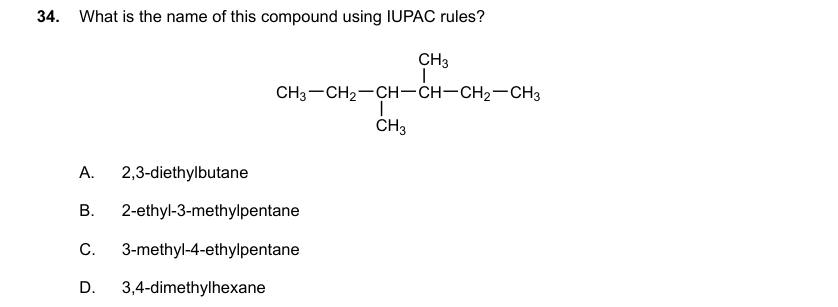 34. What is the name of this compound using IUPAC rules?
CH₃
CH₃—CH₂—CH—CH—CH₂—CH₃
CH₃
A. 2,3-diethylbutane
B. 2-ethyl-3-methylpentane
C. 3-methyl-4-ethylpentane
D. 3,4-dimethylhexane